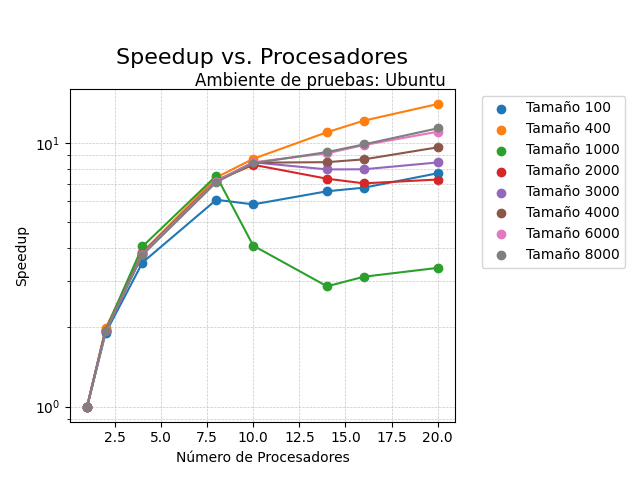 Speedup vs. Procesadores
Ambiente de pruebas: Ubuntu
Speedup
10¹
10⁰
2.5 5.0 7.5 10.0 12.5 15.0 17.5 20.0
Número de Procesadores
Tamaño 100
Tamaño 400
Tamaño 1000
Tamaño 2000
Tamaño 3000
Tamaño 4000
Tamaño 6000
Tamaño 8000